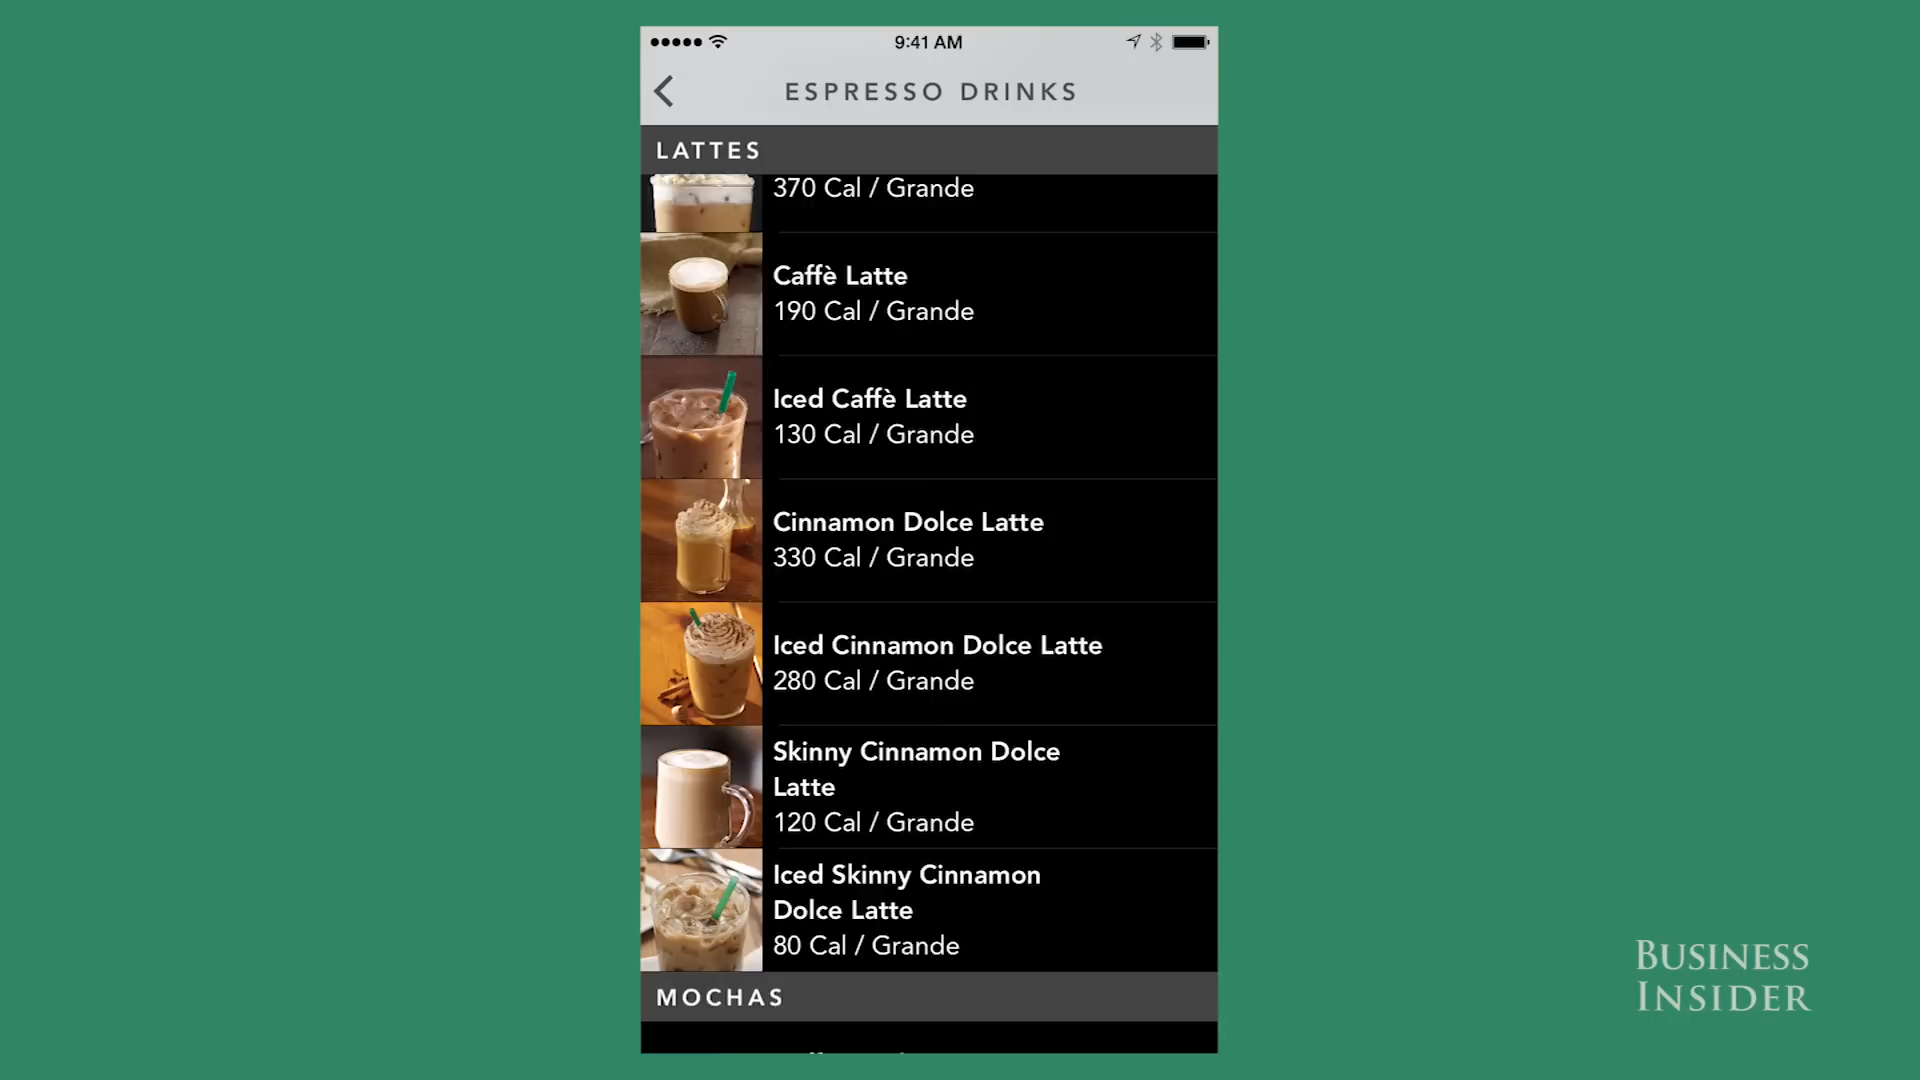 9:41 AM
ESPRESSO DRINKS
LATTES
370 Cal / Grande
Caffè Latte
190 Cal / Grande
Iced Caffè Latte
130 Cal / Grande
Cinnamon Dolce Latte
330 Cal / Grande
Iced Cinnamon Dolce Latte
280 Cal / Grande
Skinny Cinnamon Dolce
Latte
120 Cal / Grande
Iced Skinny Cinnamon
Dolce Latte
80 Cal / Grande
MOCHAS
BUSINESS
INSIDER